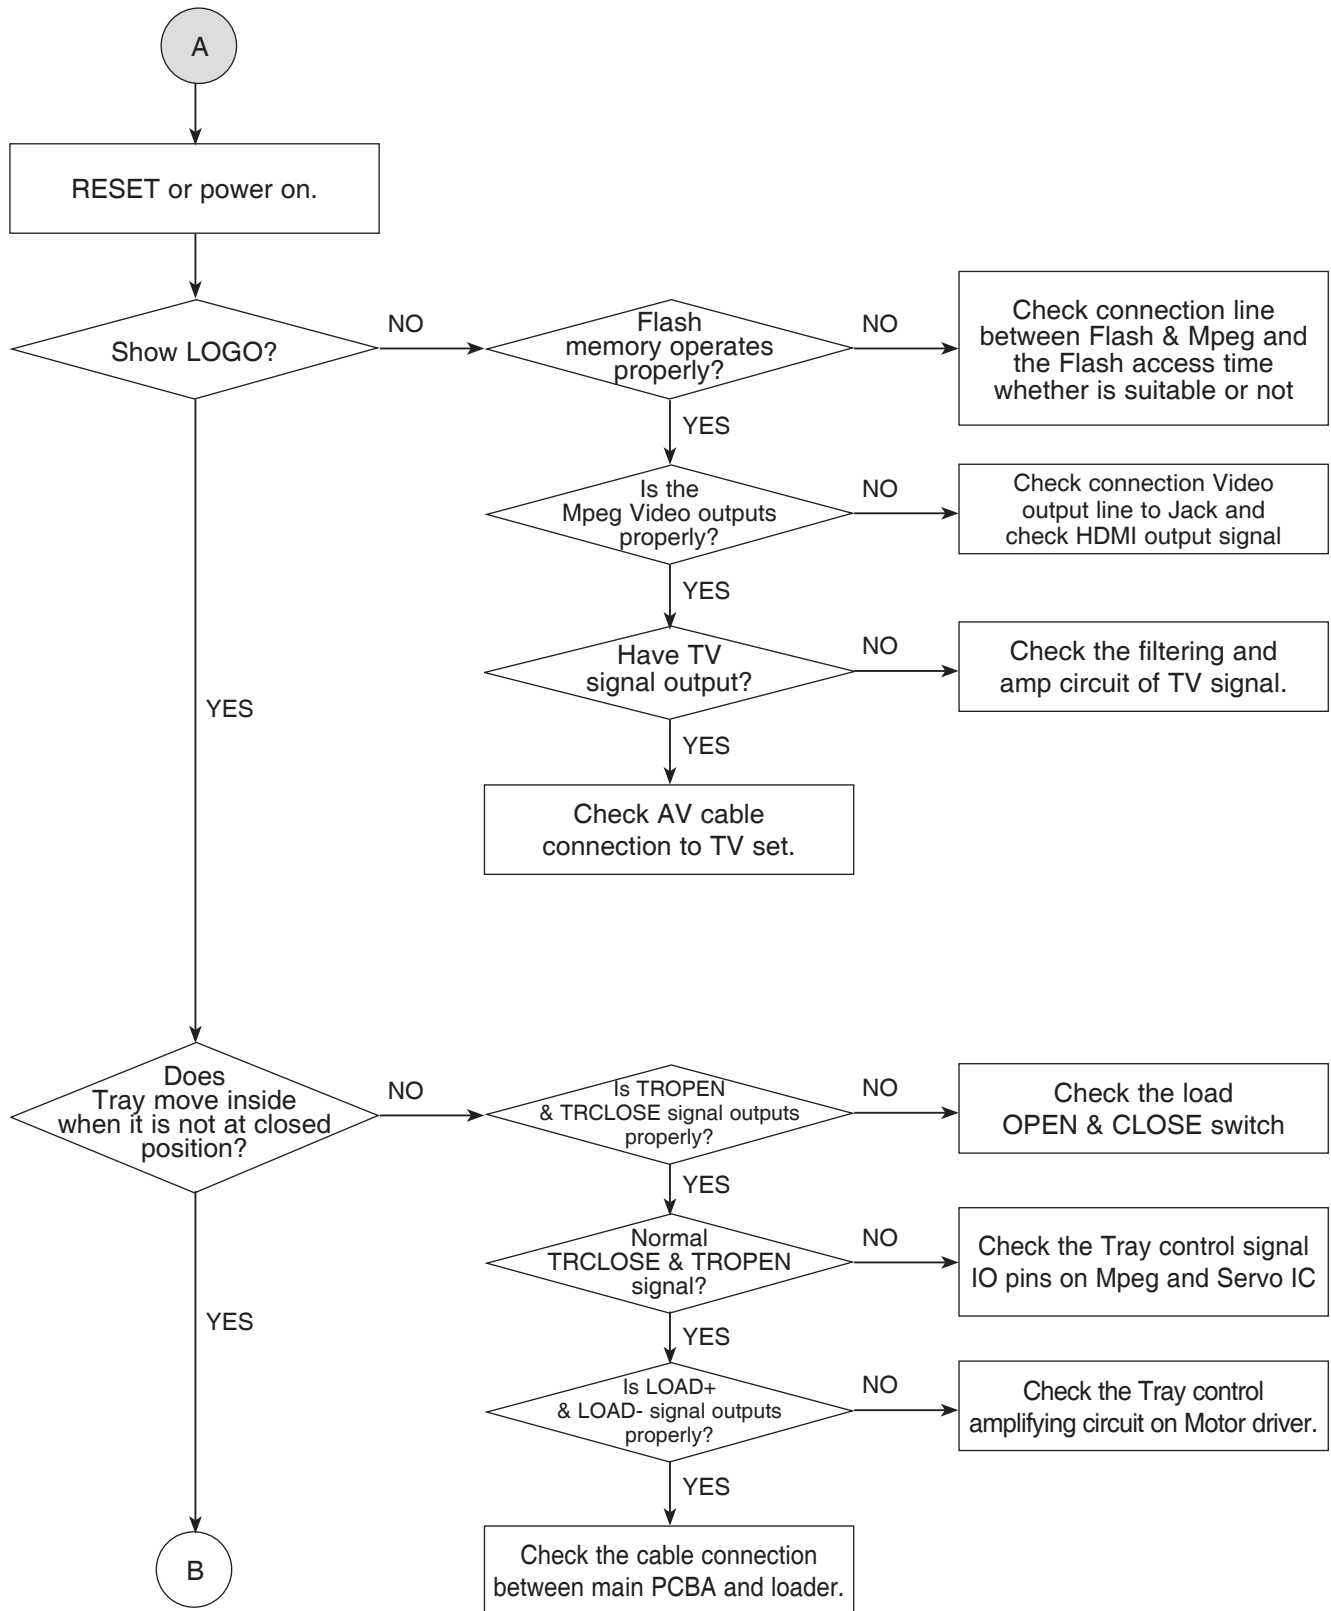 A
RESET or power on.
Show LOGO?
NO
Flash
memory operates
properly?
NO
Check connection line
between Flash & Mpeg and
the Flash access time
whether is suitable or not
YES
Is the
Mpeg Video outputs
properly?
NO
Check connection Video
output line to Jack and
check HDMI output signal
YES
Have TV
signal output?
NO
Check the filtering and
amp circuit of TV signal.
YES
YES
Check AV cable
connection to TV set.
Does
Tray move inside
when it is not at closed
position?
NO
Is TROPEN
& TRCLOSE signal outputs
properly?
NO
Check the load
OPEN & CLOSE switch
YES
Normal
TRCLOSE & TROPEN
signal?
NO
Check the Tray control signal
IO pins on Mpeg and Servo IC
YES
YES
Is LOAD+
& LOAD- signal outputs
properly?
NO
Check the Tray control
amplifying circuit on Motor driver.
YES
Check the cable connection
between main PCBA and loader.
B